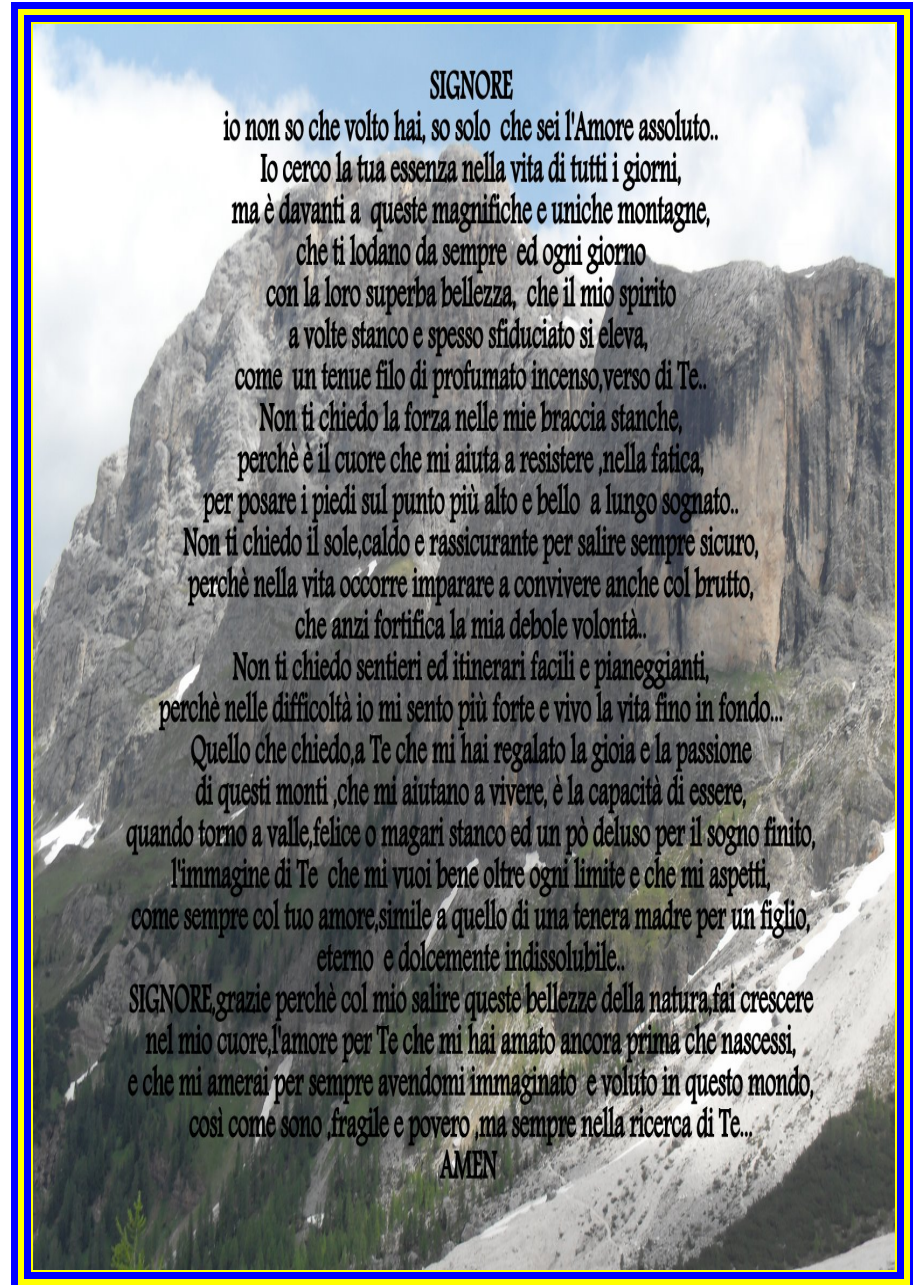 SIGNORE
io non so che volto hai, so solo che sei l'Amore assoluto..
Io cerco la tua essenza nella vita di tutti i giorni,
ma è davanti a queste magnifiche e uniche montagne,
che ti lodano da sempre ed ogni giorno
con la loro superba bellezza, che il mio spirito
a volte stanco e spesso sfiduciato si eleva,
come un tenue filo di profumato incenso,verso di Te..
Non ti chiedo la forza nelle mie braccia stanche,
perchè è il cuore che mi aiuta a resistere ,nella fatica,
per posare i piedi sul punto più alto e bello a lungo sognato..
Non ti chiedo il sole,caldo e rassicurante per salire sempre sicuro,
perchè nella vita occorre imparare a convivere anche col brutto,
che anzi fortifica la mia debole volontà..
Non ti chiedo sentieri ed itinerari facili e pianeggianti,
perchè nelle difficoltà io mi sento più forte e vivo la vita fino in fondo...
Quello che chiedo,a Te che mi hai regalato la gioia e la passione
di questi monti ,che mi aiutano a vivere, è la capacità di essere,
quando torno a valle,felice o magari stanco ed un pò deluso per il sogno finito,
l'immagine di Te che mi vuoi bene oltre ogni limite e che mi aspetti,
come sempre col tuo amore,simile a quello di una tenera madre per un figlio,
eterno e dolcemente indissolubile..
SIGNORE,grazie perchè col mio salire queste bellezze della natura,fai crescere
nel mio cuore,l'amore per Te che mi hai amato ancora prima che nascessi,
e che mi amerai per sempre avendomi immaginato e voluto in questo mondo,
così come sono ,fragile e povero ,ma sempre nella ricerca di Te...
AMEN